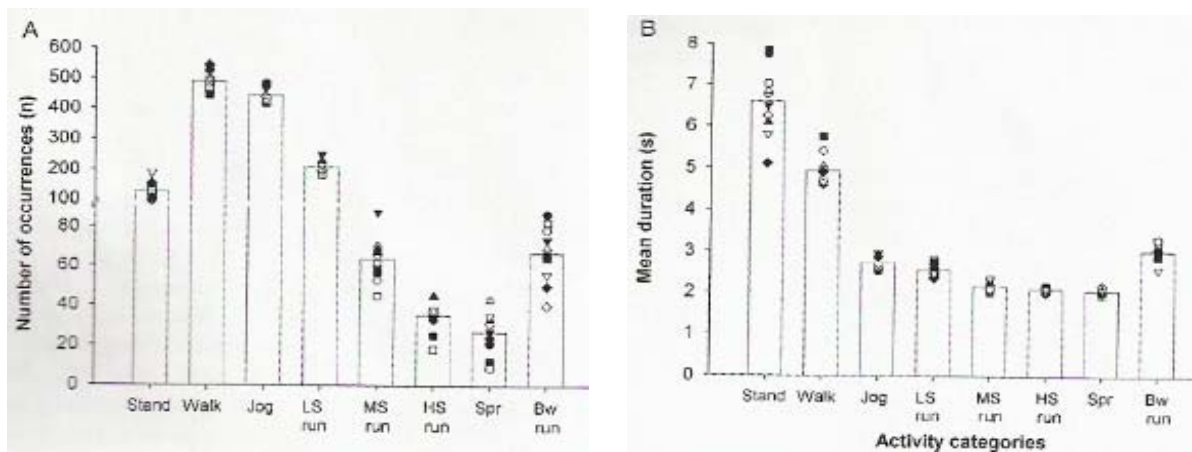 A
Number of occurrences (n)
600
500
400
300
200
100
80
60
40
20
0
Stand Walk Jog LS run MS run HS run Spr Bw run
B
Mean duration (s)
8
7
6
5
4
3
2
1
0
Stand Walk Jog LS run MS run HS run Spr Bw run
Activity categories